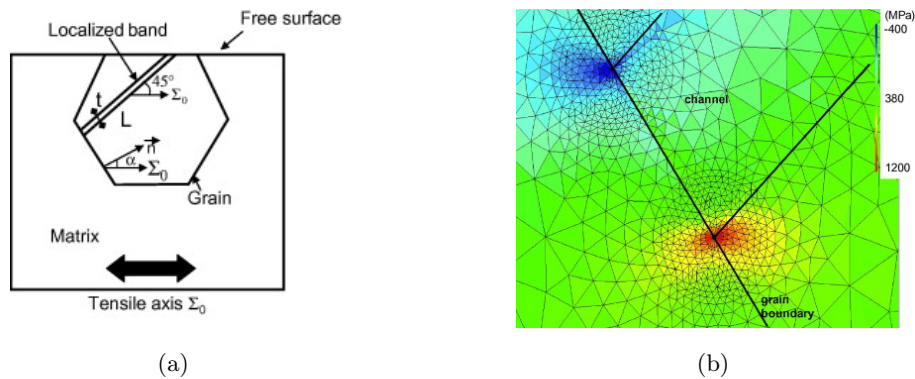 Free surface
Localized band
45°
Σ₀
t
L
n
α
Σ₀
Grain
Matrix
Tensile axis Σ₀
(a)
(MPa)
-400
channel
380
1200
grain
boundary
(b)